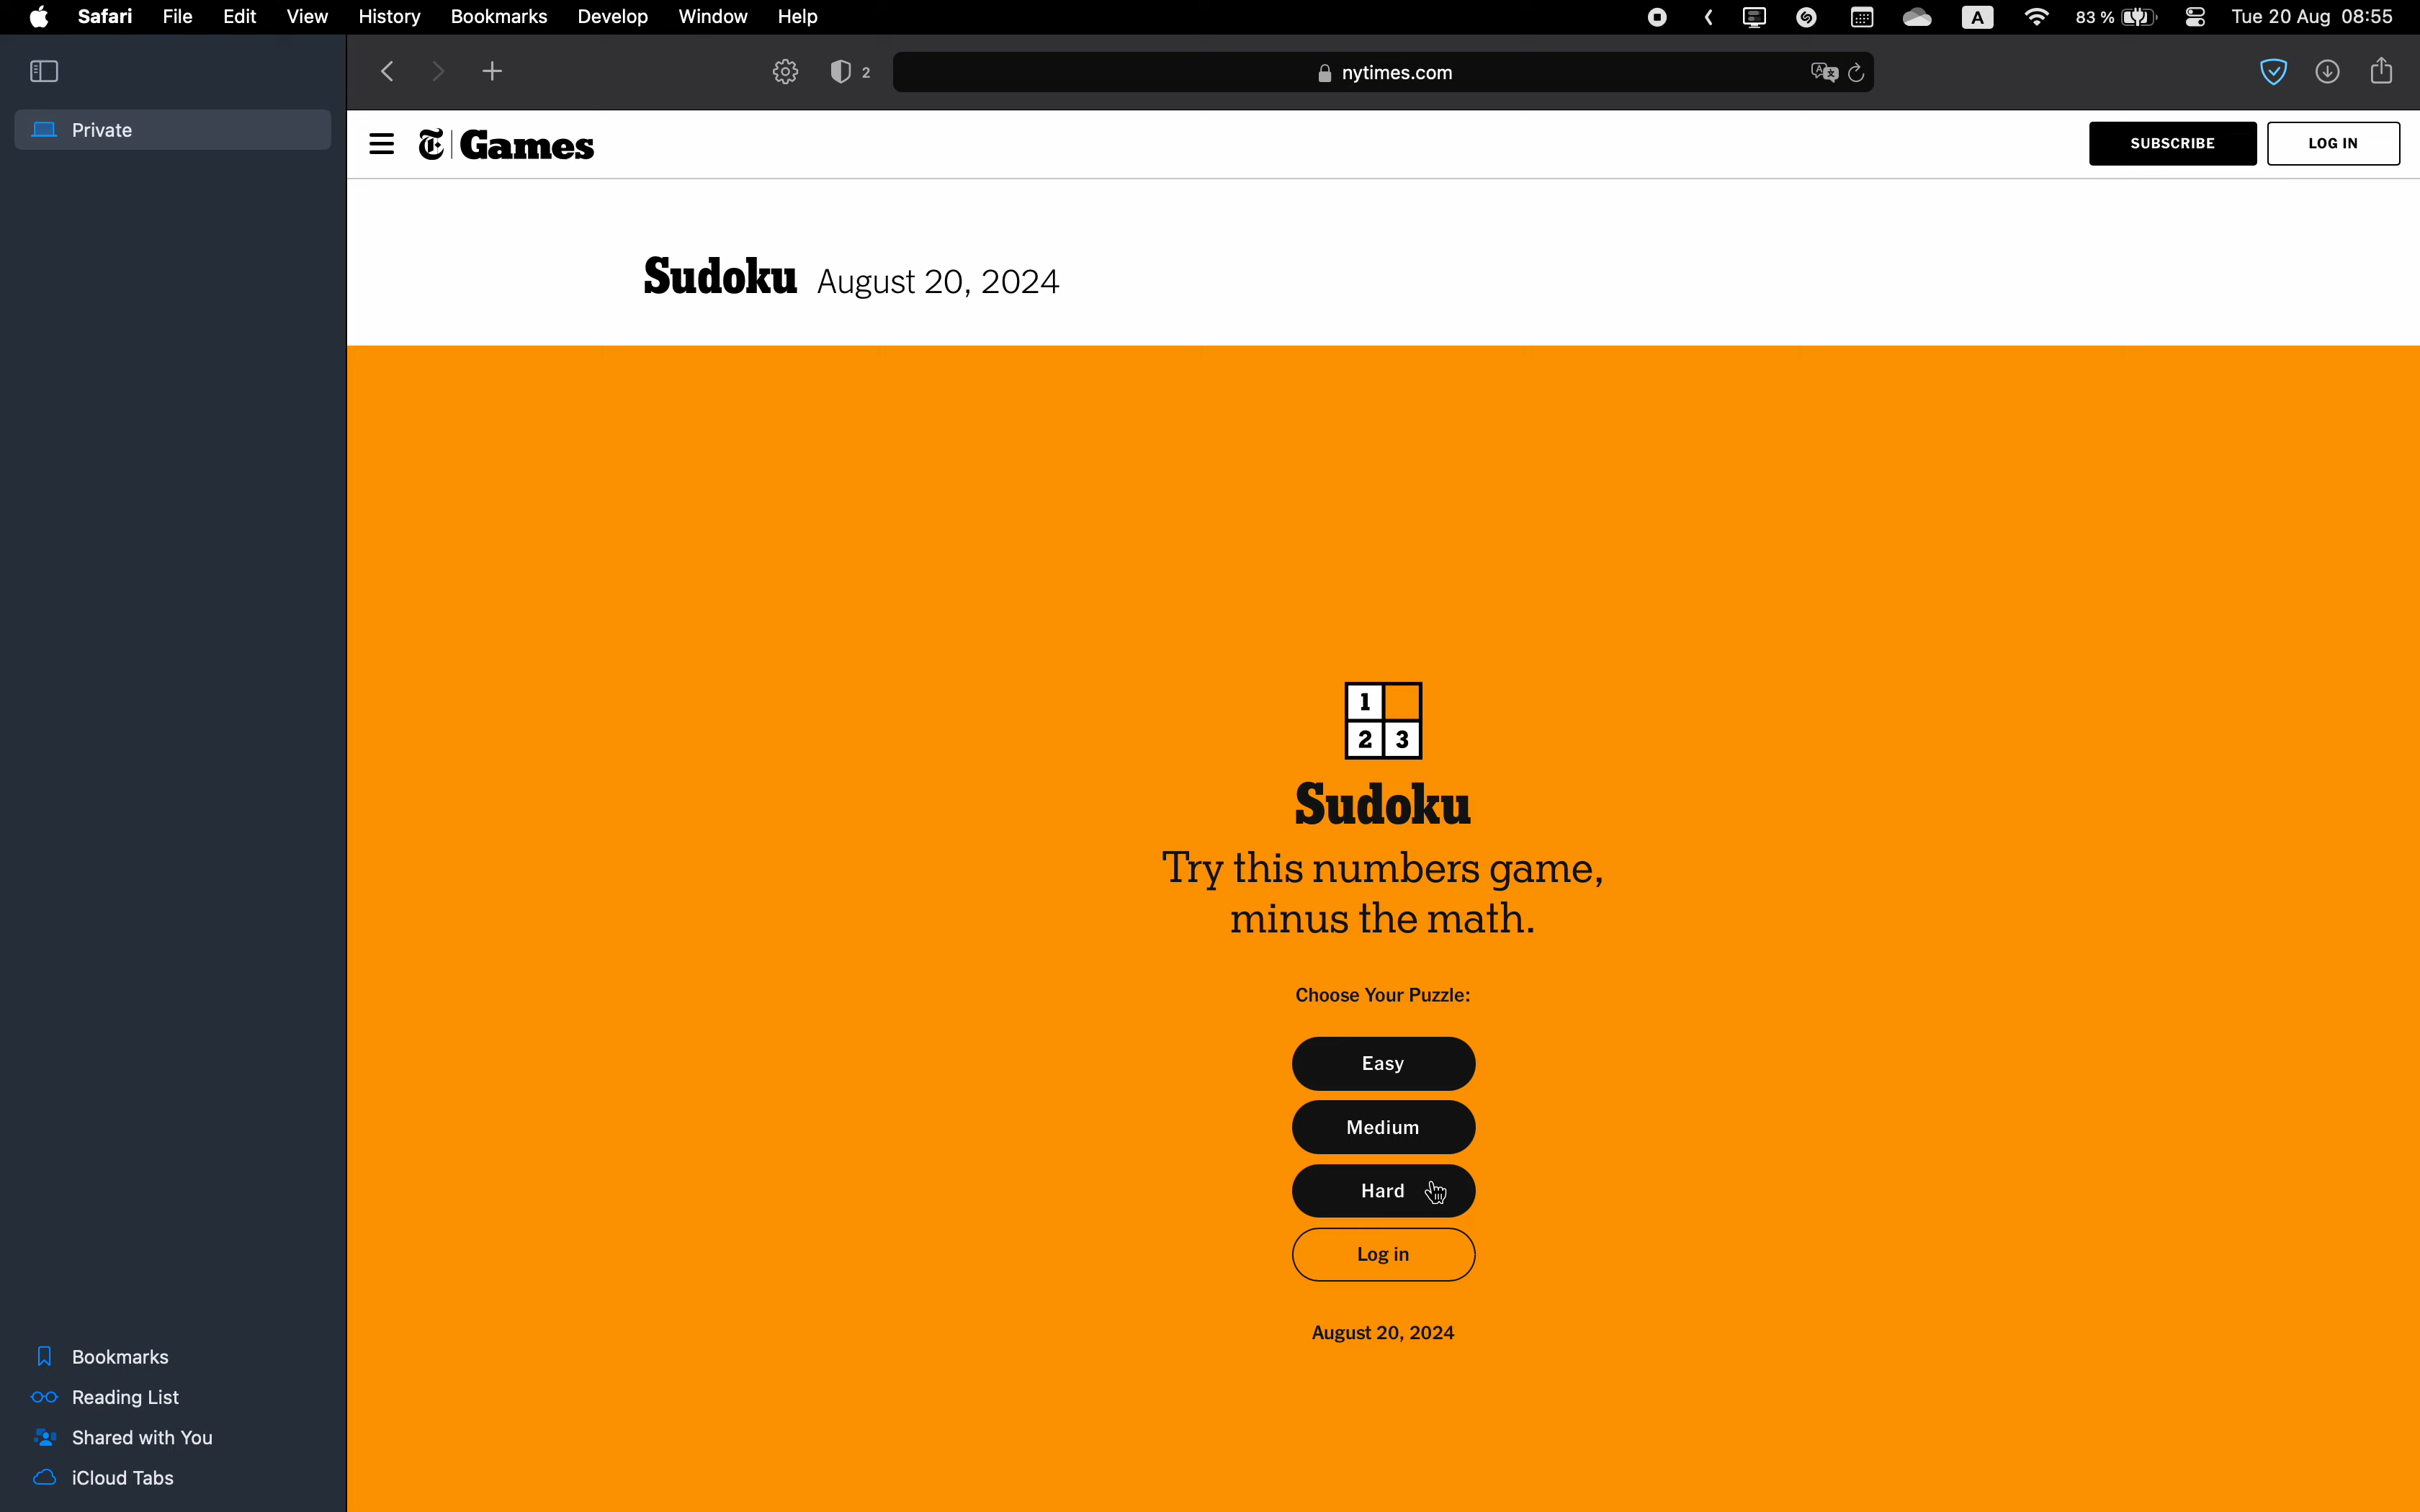 Safari File Edit View History Bookmarks Develop Window Help A 83 % Tue 20 Aug 08:55
2 nytimes.com
Private
T Games SUBSCRIBE LOG IN
Sudoku August 20, 2024
1
2 3
Sudoku
Try this numbers game,
minus the math.
Choose Your Puzzle:
Easy
Medium
Hard
Log in
August 20, 2024
Bookmarks
Reading List
Shared with You
iCloud Tabs